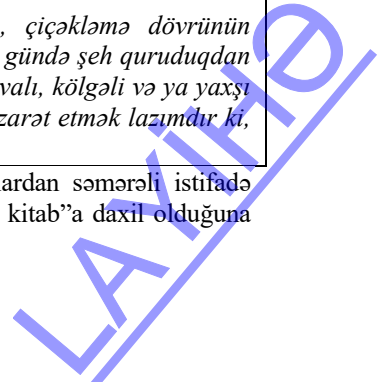 , çiçəkləmə dövrünün
gündə şeh quruduqdan
valı, kölgəli və ya yaxşı
zarət etmək lazımdır ki,
lardan səmərəli istifadə
kitab”a daxil olduğuna
LAYİHƏ